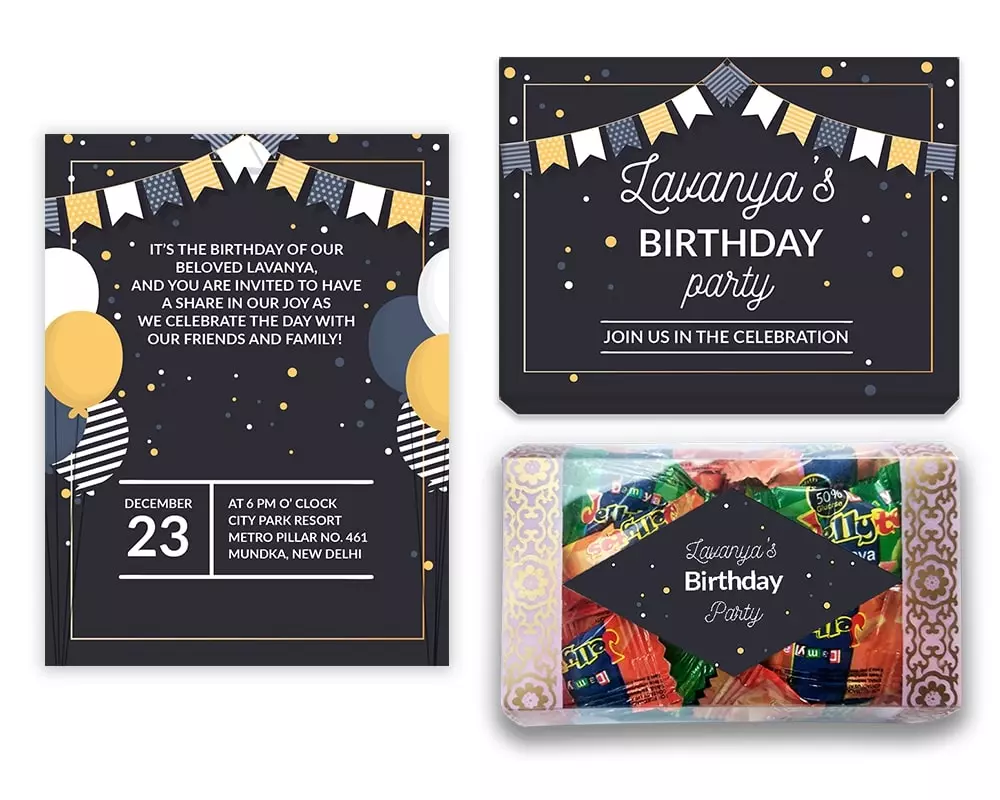 IT'S THE BIRTHDAY OF OUR
BELOVED LAVANYA,
AND YOU ARE INVITED TO HAVE
A SHARE IN OUR JOY AS
WE CELEBRATE THE DAY WITH
OUR FRIENDS AND FAMILY!
DECEMBER
23
AT 6 PM O' CLOCK
CITY PARK RESORT
METRO PILLAR NO. 461
MUNDKA, NEW DELHI
Lavanya's
BIRTHDAY
party
JOIN US IN THE CELEBRATION
50%
Lavanya's
Birthday
Party